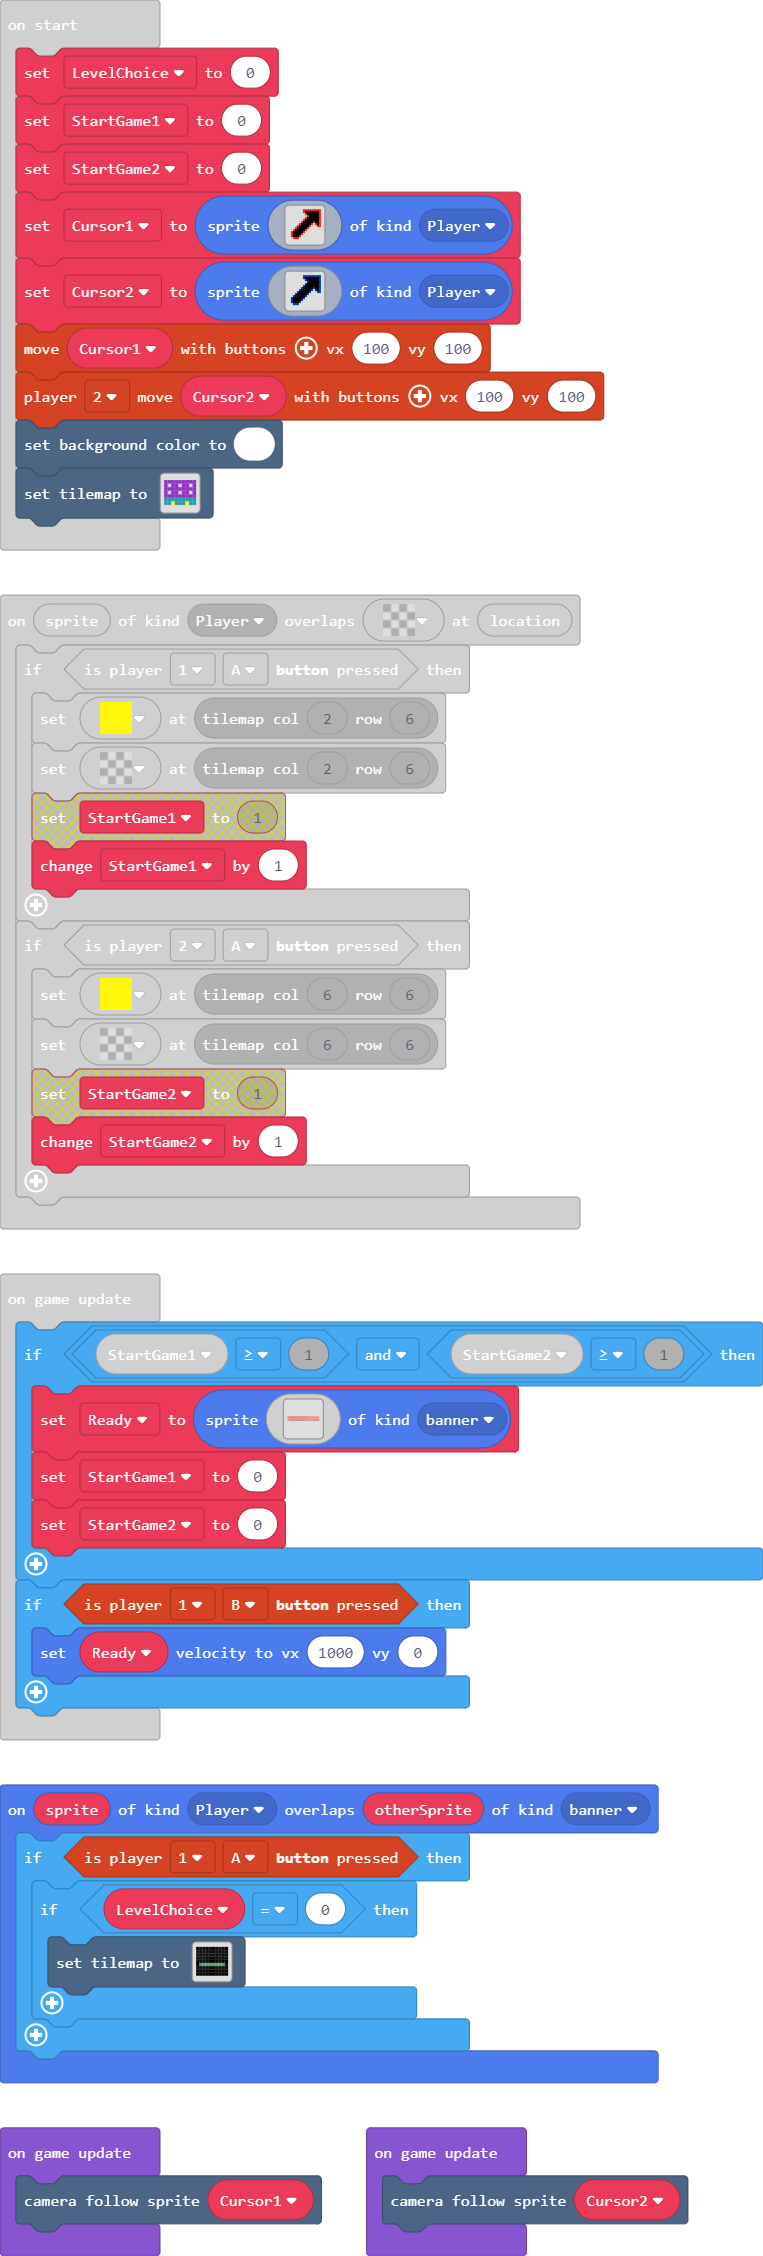 on start
set LevelChoice to 0
set StartGame1 to 0
set StartGame2 to 0
set Cursor1 to sprite of kind Player
set Cursor2 to sprite of kind Player
move Cursor1 with buttons vx 100 vy 100
player 2 move Cursor2 with buttons vx 100 vy 100
set background color to
set tilemap to
on sprite of kind Player overlaps at location
if is player 1 A button pressed then
set at tilemap col 2 row 6
set at tilemap col 2 row 6
set StartGame1 to 1
change StartGame1 by 1
if is player 2 A button pressed then
set at tilemap col 6 row 6
set at tilemap col 6 row 6
set StartGame2 to 1
change StartGame2 by 1
on game update
if StartGame1 ≥ 1 and StartGame2 ≥ 1 then
set Ready to sprite of kind banner
set StartGame1 to 0
set StartGame2 to 0
if is player 1 B button pressed then
set Ready velocity to vx 1000 vy 0
on sprite of kind Player overlaps otherSprite of kind banner
if is player 1 A button pressed then
if LevelChoice = 0 then
set tilemap to
on game update
camera follow sprite Cursor1
on game update
camera follow sprite Cursor2